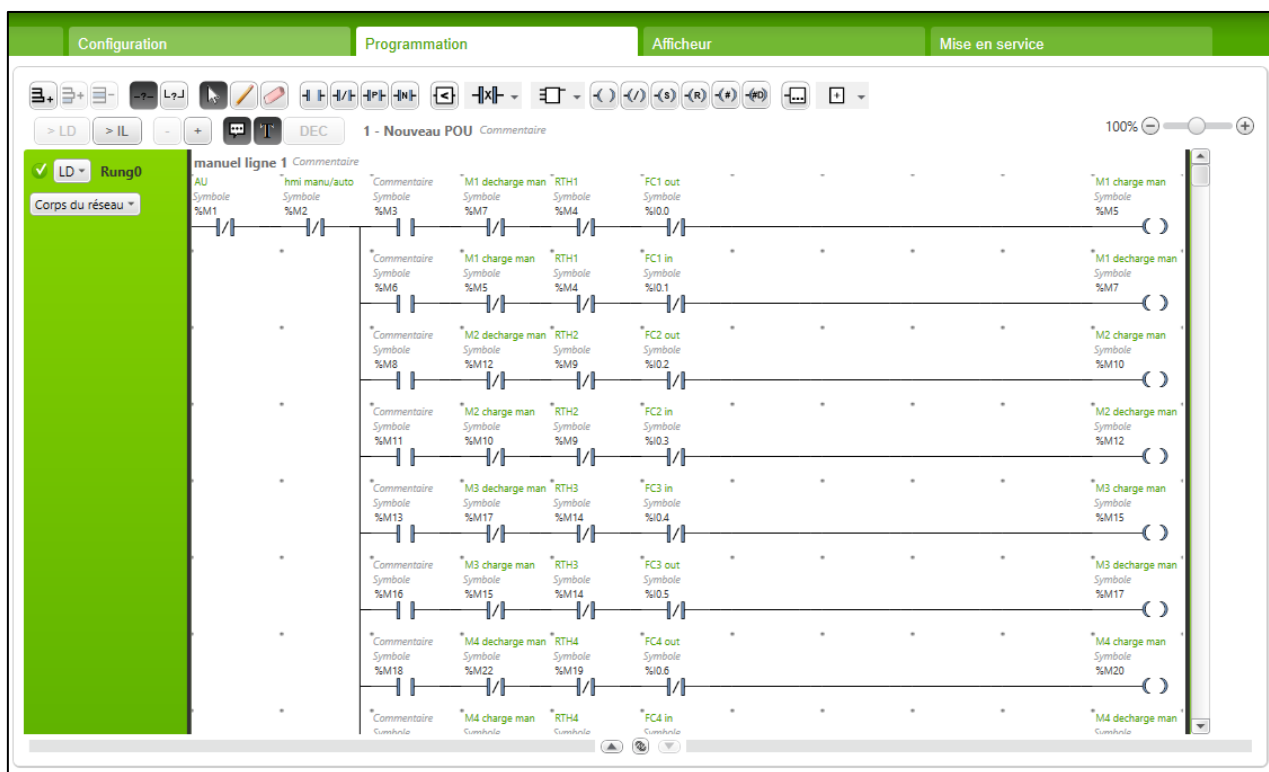 Configuration Programmation Afficheur Mise en service
> LD > IL - + T DEC 1 - Nouveau POU Commentaire 100%
LD Rung0 manuel ligne 1 Commentaire
Corps du réseau
AU hmi manu/auto Commentaire M1 decharge man RTH1 FC1 out M1 charge man
Symbole Symbole Symbole Symbole Symbole Symbole Symbole
%M1 %M2 %M3 %M7 %M4 %I0.0 %M5
Commentaire M1 charge man RTH1 FC1 in M1 decharge man
Symbole Symbole Symbole Symbole Symbole
%M6 %M5 %M4 %I0.1 %M7
Commentaire M2 decharge man RTH2 FC2 out M2 charge man
Symbole Symbole Symbole Symbole Symbole
%M8 %M12 %M9 %I0.2 %M10
Commentaire M2 charge man RTH2 FC2 in M2 decharge man
Symbole Symbole Symbole Symbole Symbole
%M11 %M10 %M9 %I0.3 %M12
Commentaire M3 decharge man RTH3 FC3 in M3 charge man
Symbole Symbole Symbole Symbole Symbole
%M13 %M17 %M14 %I0.4 %M15
Commentaire M3 charge man RTH3 FC3 out M3 decharge man
Symbole Symbole Symbole Symbole Symbole
%M16 %M15 %M14 %I0.5 %M17
Commentaire M4 decharge man RTH4 FC4 out M4 charge man
Symbole Symbole Symbole Symbole Symbole
%M18 %M22 %M19 %I0.6 %M20
Commentaire M4 charge man RTH4 FC4 in M4 decharge man
Symbole Symbole Symbole Symbole Symbole